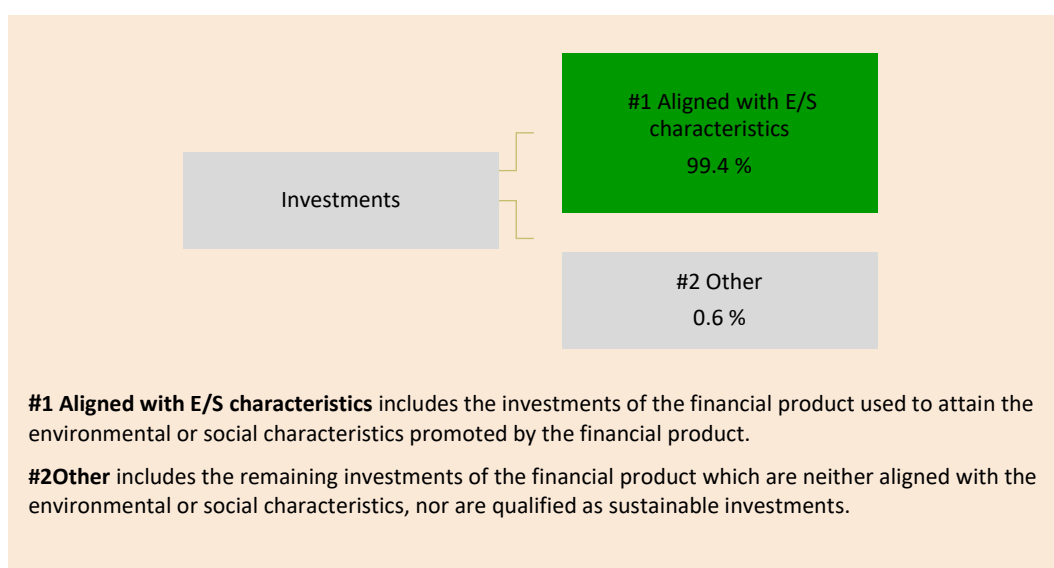 #1 Aligned with E/S
characteristics
99.4 %
Investments
#2 Other
0.6 %
#1 Aligned with E/S characteristics includes the investments of the financial product used to attain the
environmental or social characteristics promoted by the financial product.
#2Other includes the remaining investments of the financial product which are neither aligned with the
environmental or social characteristics, nor are qualified as sustainable investments.